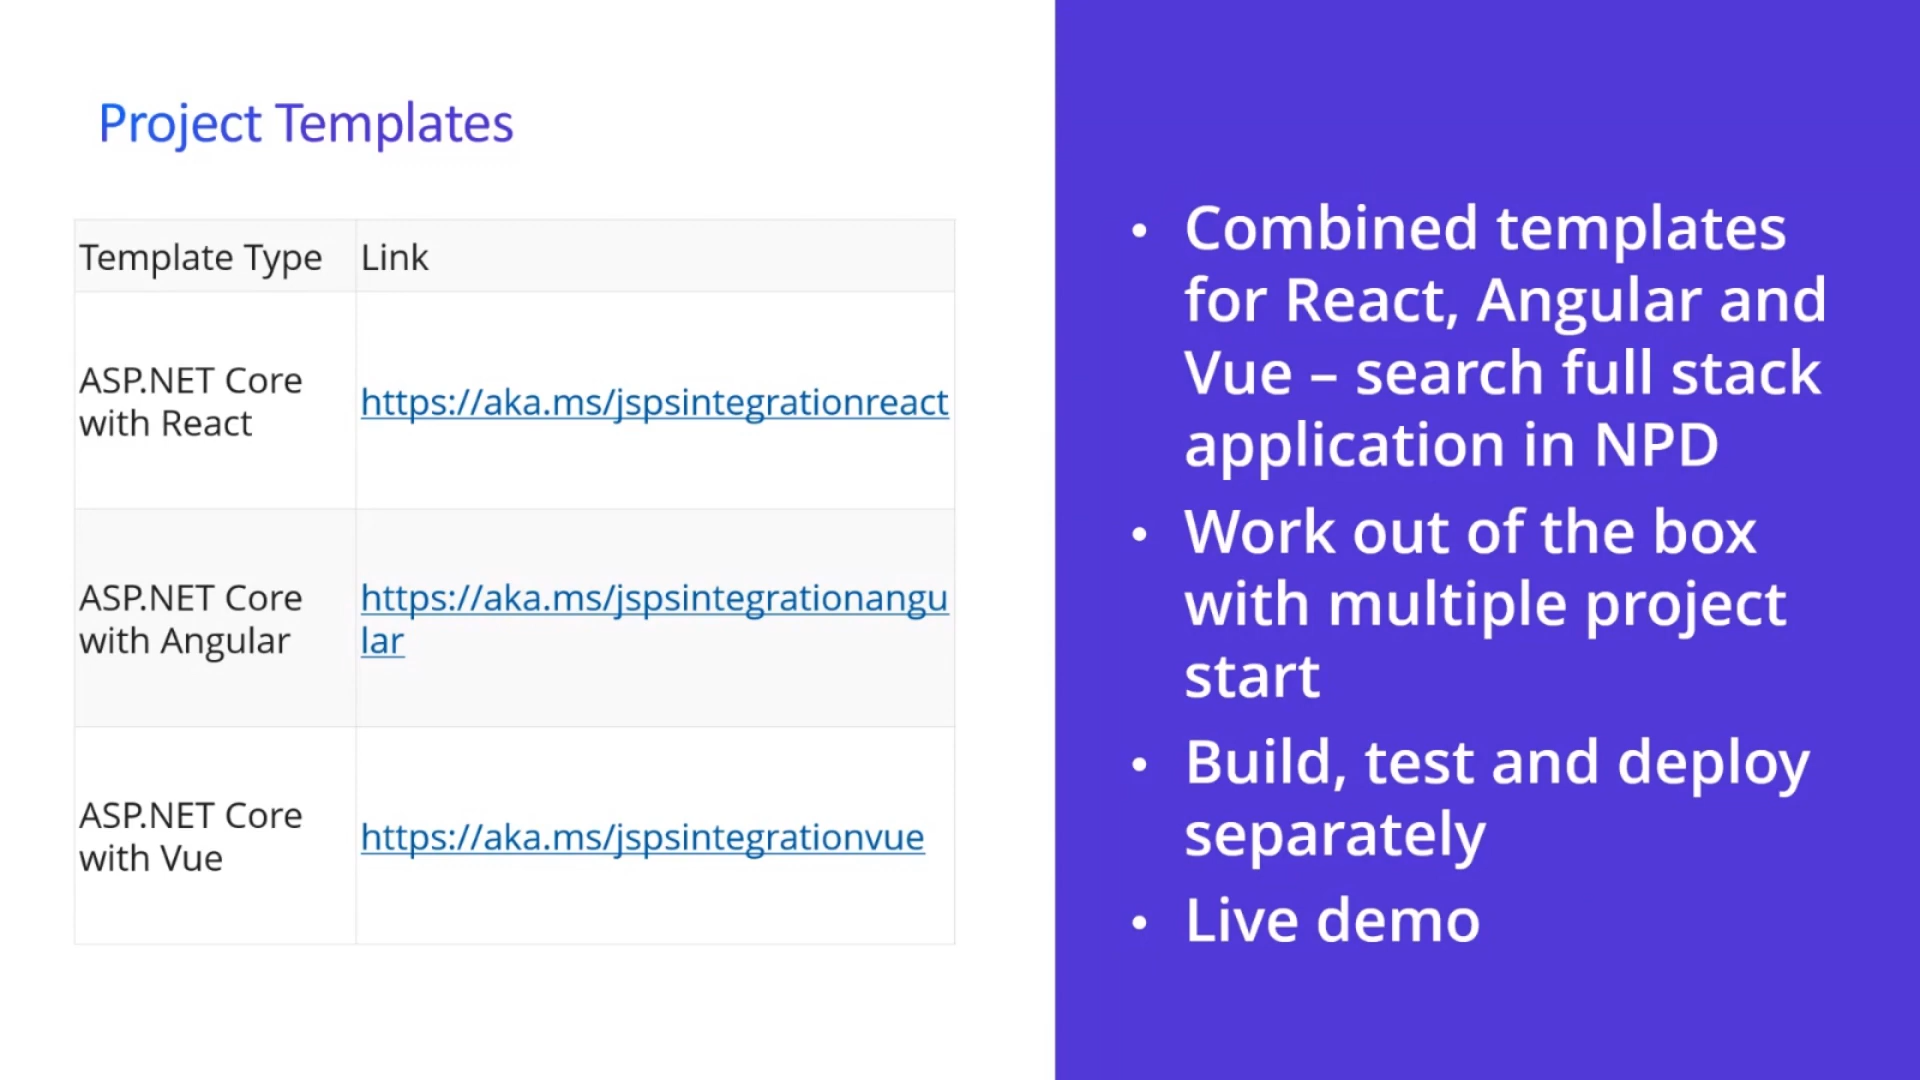 Project Templates
Template Type Link
ASP.NET Core
with React
https://aka.ms/jspsintegrationreact
ASP.NET Core
with Angular
https://aka.ms/jspsintegrationangu
lar
ASP.NET Core
with Vue
https://aka.ms/jspsintegrationvue
• Combined templates
for React, Angular and
Vue – search full stack
application in NPD
• Work out of the box
with multiple project
start
• Build, test and deploy
separately
• Live demo